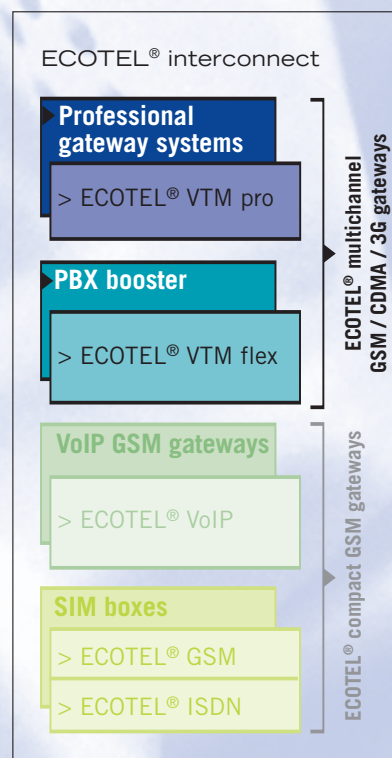 ECOTEL® interconnect
Professional
gateway systems
> ECOTEL® VTM pro
PBX booster
> ECOTEL® VTM flex
ECOTEL® multichannel
GSM / CDMA / 3G gateways
VoIP GSM gateways
> ECOTEL® VoIP
SIM boxes
> ECOTEL® GSM
> ECOTEL® ISDN
ECOTEL® compact GSM gateways